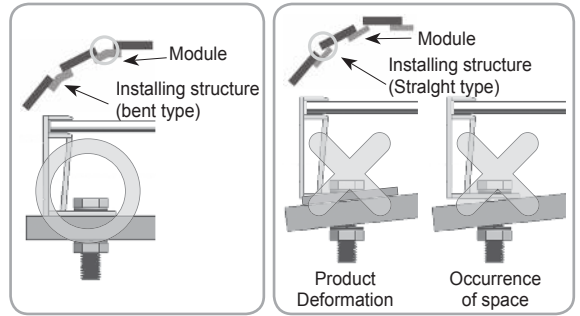 Module
Installing structure
(bent type)
Module
Installing structure
(Stralght type)
Product
Deformation
Occurrence
of space